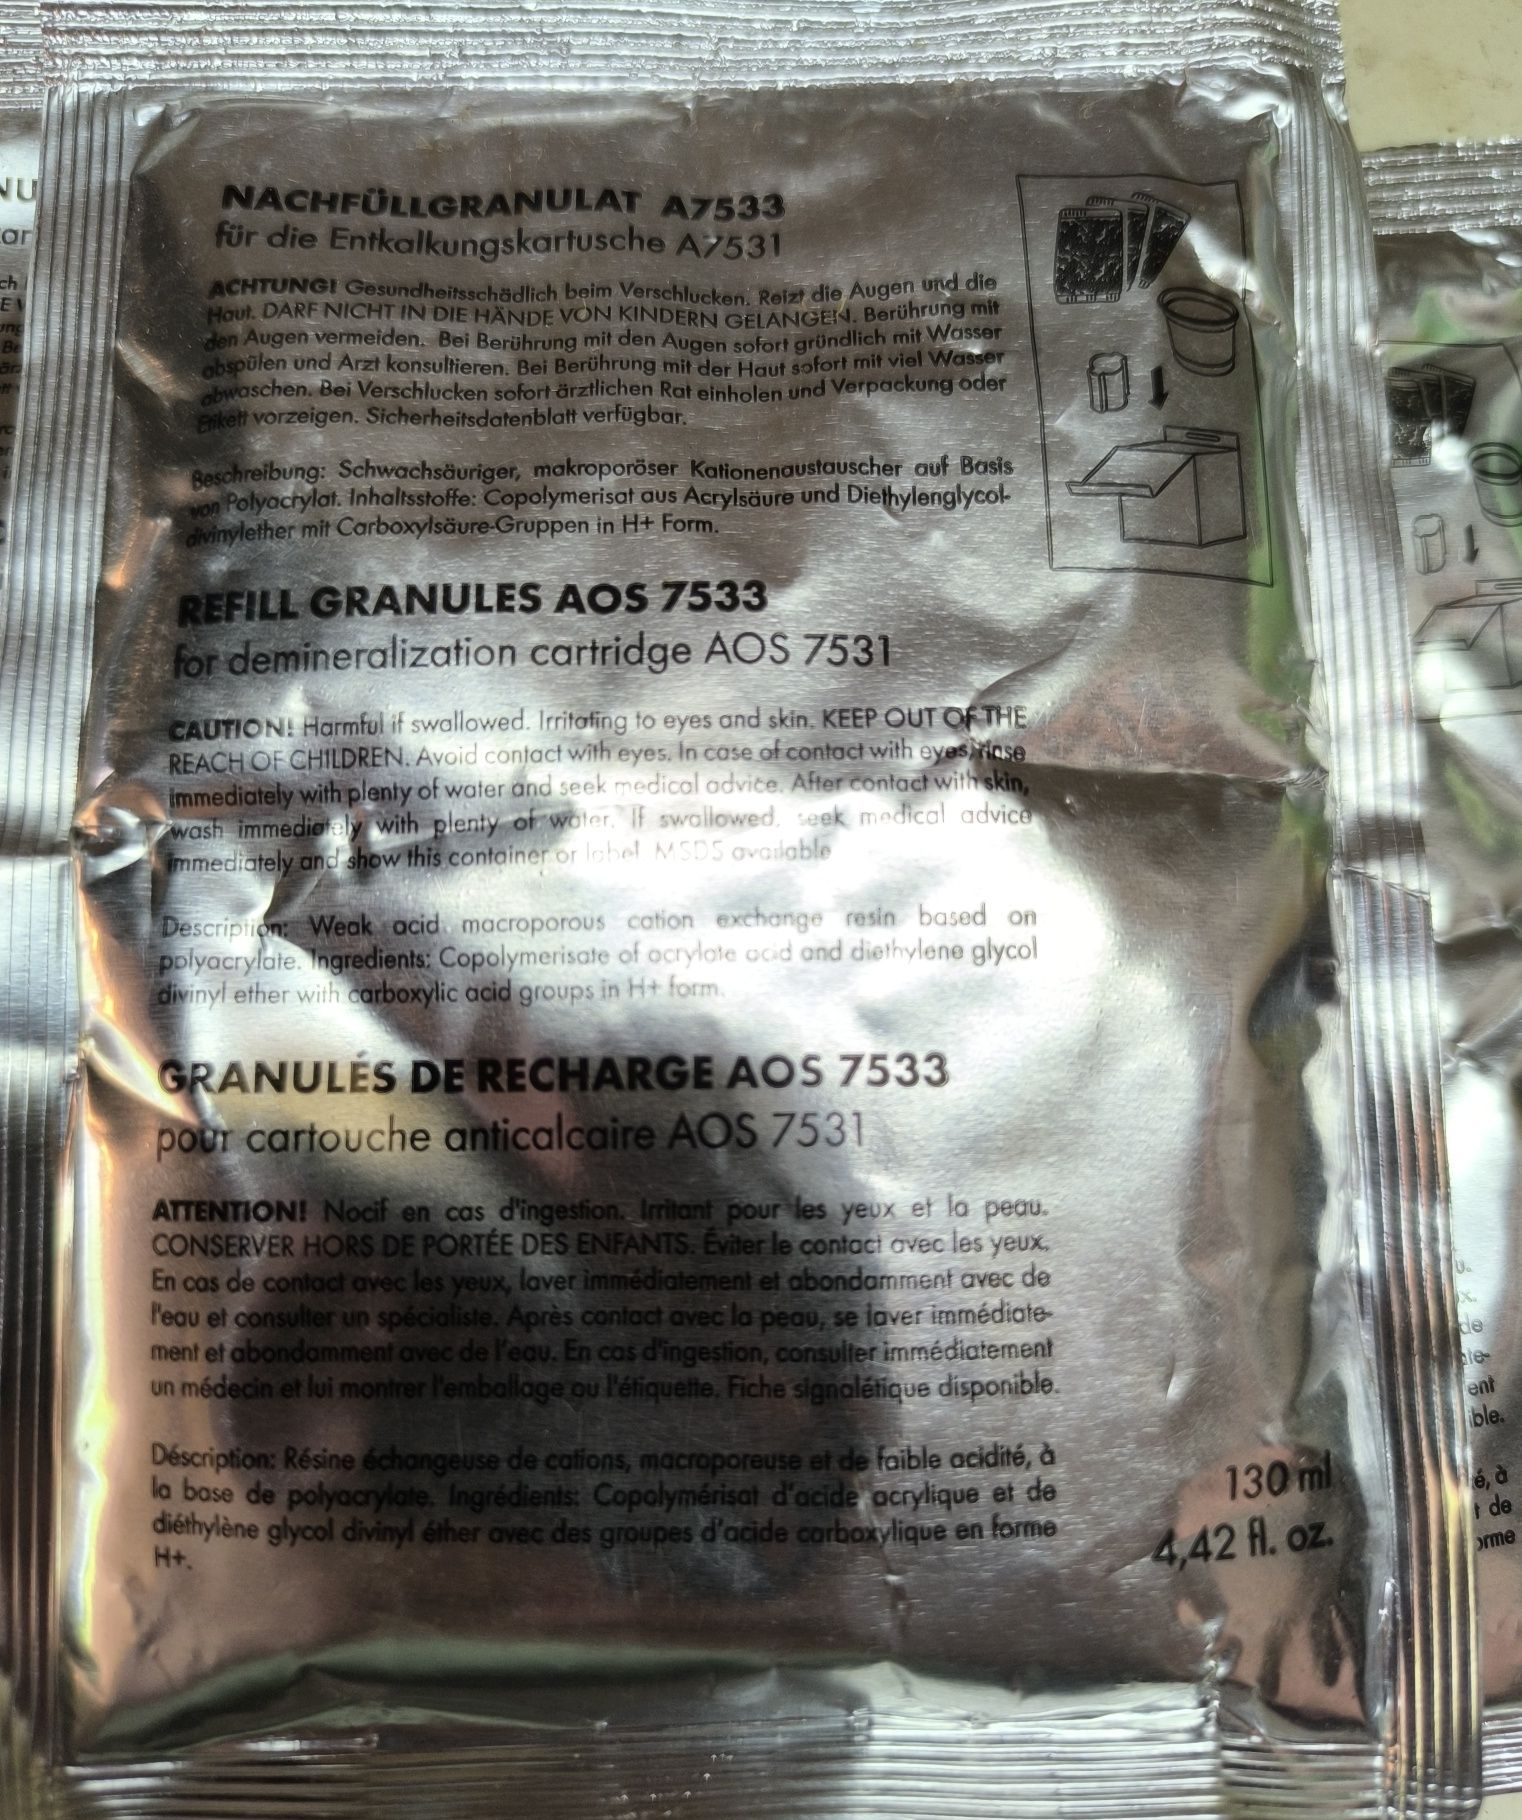 NACHFÜLLGRANULAT A7533
für die Entkalkungskartusche A7531
ACHTUNG! Gesundheitsschädlich beim Verschlucken. Reizt die Augen und die
Haut. DARF NICHT IN DIE HÄNDE VON KINDERN GELANGEN. Berührung mit
den Augen vermeiden. Bei Berührung mit den Augen sofort gründlich mit Wasser
abspülen und Arzt konsultieren. Bei Berührung mit der Haut sofort mit viel Wasser
abwaschen. Bei Verschlucken sofort ärztlichen Rat einholen und Verpackung oder
Etikett vorzeigen. Sicherheitsdatenblatt verfügbar.
Beschreibung: Schwachsäuriger, makroporöser Kationenaustauscher auf Basis
von Polyacrylat. Inhaltsstoffe: Copolymerisat aus Acrylsäure und Diethylenglycol-
divinylether mit Carboxylsäure-Gruppen in H+ Form.
REFILL GRANULES AOS 7533
for demineralization cartridge AOS 7531
CAUTION! Harmful if swallowed. Irritating to eyes and skin. KEEP OUT OF THE
REACH OF CHILDREN. Avoid contact with eyes. In case of contact with eyes, rinse
immediately with plenty of water and seek medical advice. After contact with skin,
wash immediately with plenty of water. If swallowed, seek medical advice
immediately and show this container or label. MSDS available
Description: Weak acid, macroporous cation exchange resin based on
polyacrylate. Ingredients: Copolymerisate of acrylate acid and diethylene glycol
divinyl ether with carboxylic acid groups in H+ form.
GRANULÉS DE RECHARGE AOS 7533
pour cartouche anticalcaire AOS 7531
ATTENTION! Nocif en cas d'ingestion. Irritant pour les yeux et la peau.
CONSERVER HORS DE PORTÉE DES ENFANTS. Éviter le contact avec les yeux.
En cas de contact avec les yeux, laver immédiatement et abondamment avec de
l'eau et consulter un spécialiste. Après contact avec la peau, se laver immédiate-
ment et abondamment avec de l'eau. En cas d'ingestion, consulter immédiatement
un médecin et lui montrer l'emballage ou l'étiquette. Fiche signalétique disponible.
Déscription: Résine échangeuse de cations, macroporeuse et de faible acidité, à
la base de polyacrylate. Ingrédients: Copolymérisat d'acide acrylique et de
diéthylène glycol divinyl éther avec des groupes d'acide carboxylique en forme
H+.
130 ml
4,42 fl. oz.